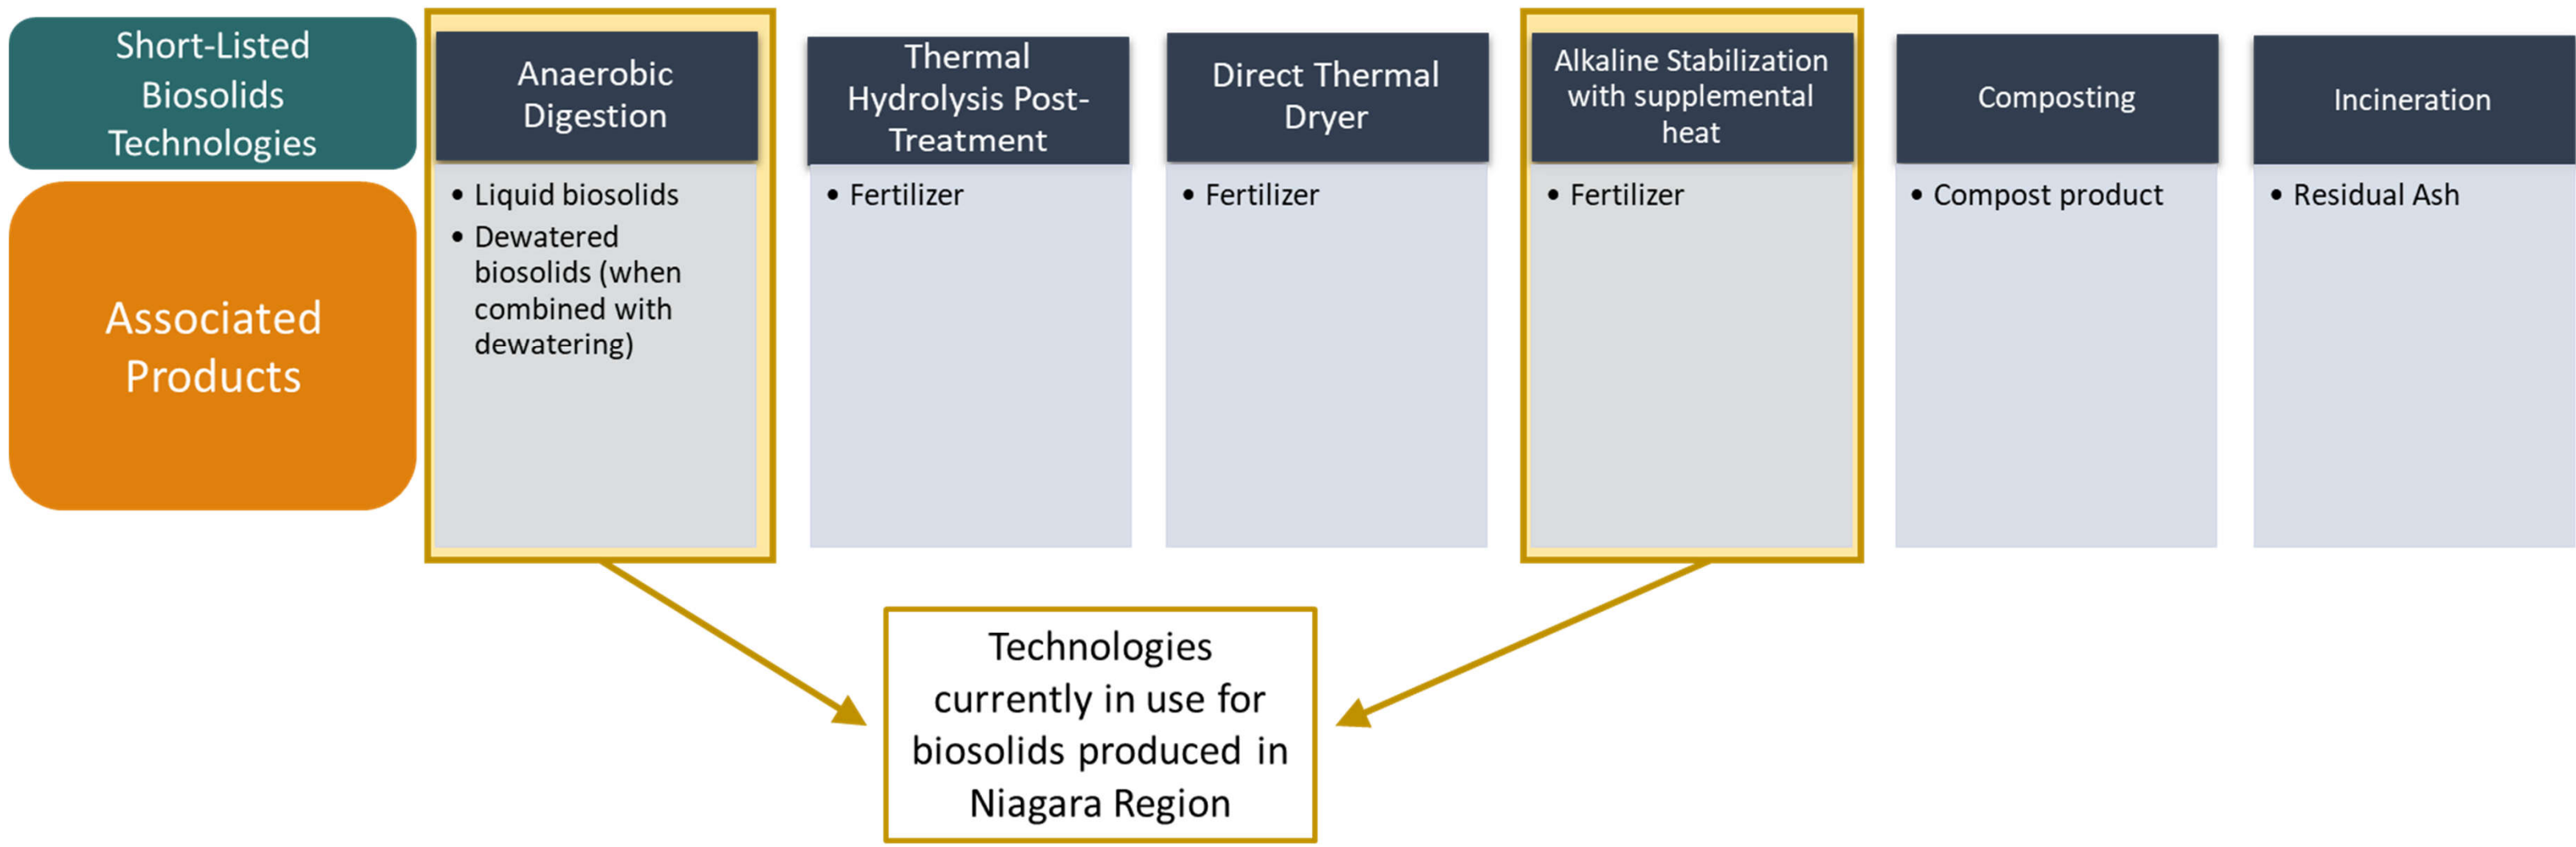 Short-Listed
Biosolids
Technologies
Anaerobic
Digestion
Thermal
Hydrolysis Post-
Treatment
Direct Thermal
Dryer
Alkaline Stabilization
with supplemental
heat
Composting
Incineration
Associated
Products
• Liquid biosolids
• Dewatered
biosolids (when
combined with
dewatering)
• Fertilizer
• Fertilizer
• Fertilizer
• Compost product
• Residual Ash
Technologies
currently in use for
biosolids produced in
Niagara Region